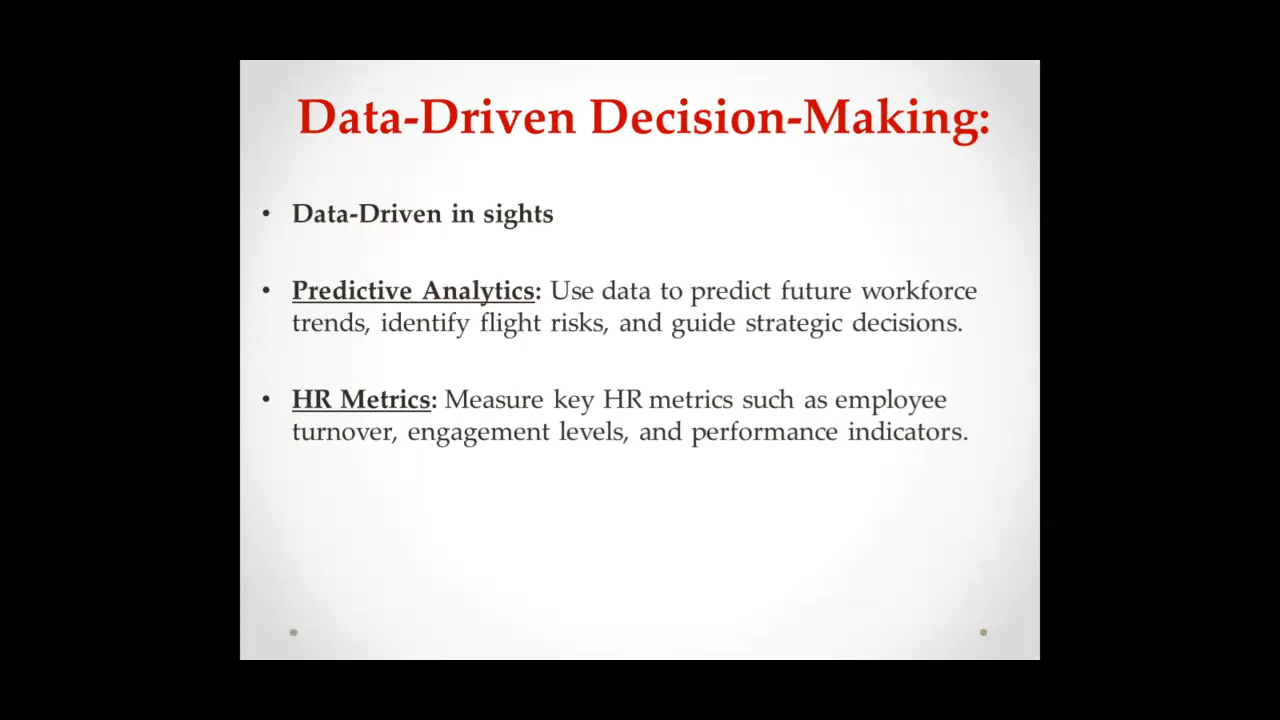 Data-Driven Decision-Making:
• Data-Driven in sights
• Predictive Analytics: Use data to predict future workforce
trends, identify flight risks, and guide strategic decisions.
• HR Metrics: Measure key HR metrics such as employee
turnover, engagement levels, and performance indicators.